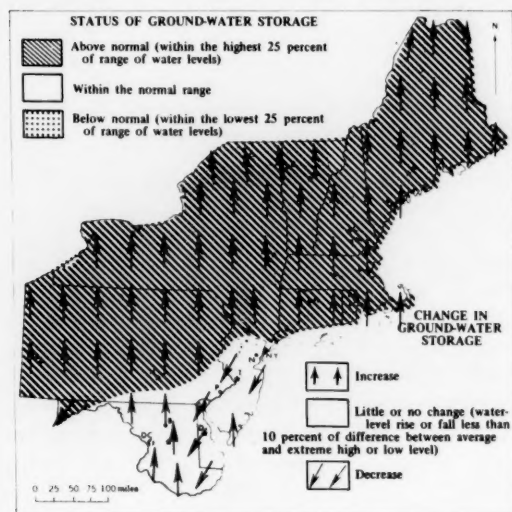 STATUS OF GROUND-WATER STORAGE
Above normal (within the highest 25 percent
of range of water levels)
Within the normal range
Below normal (within the lowest 25 percent
of range of water levels)
N
CHANGE IN
GROUND-WATER
STORAGE
Increase
Little or no change (water-
level rise or fall less than
10 percent of difference between average
and extreme high or low level)
Decrease
0 25 50 75 100 miles